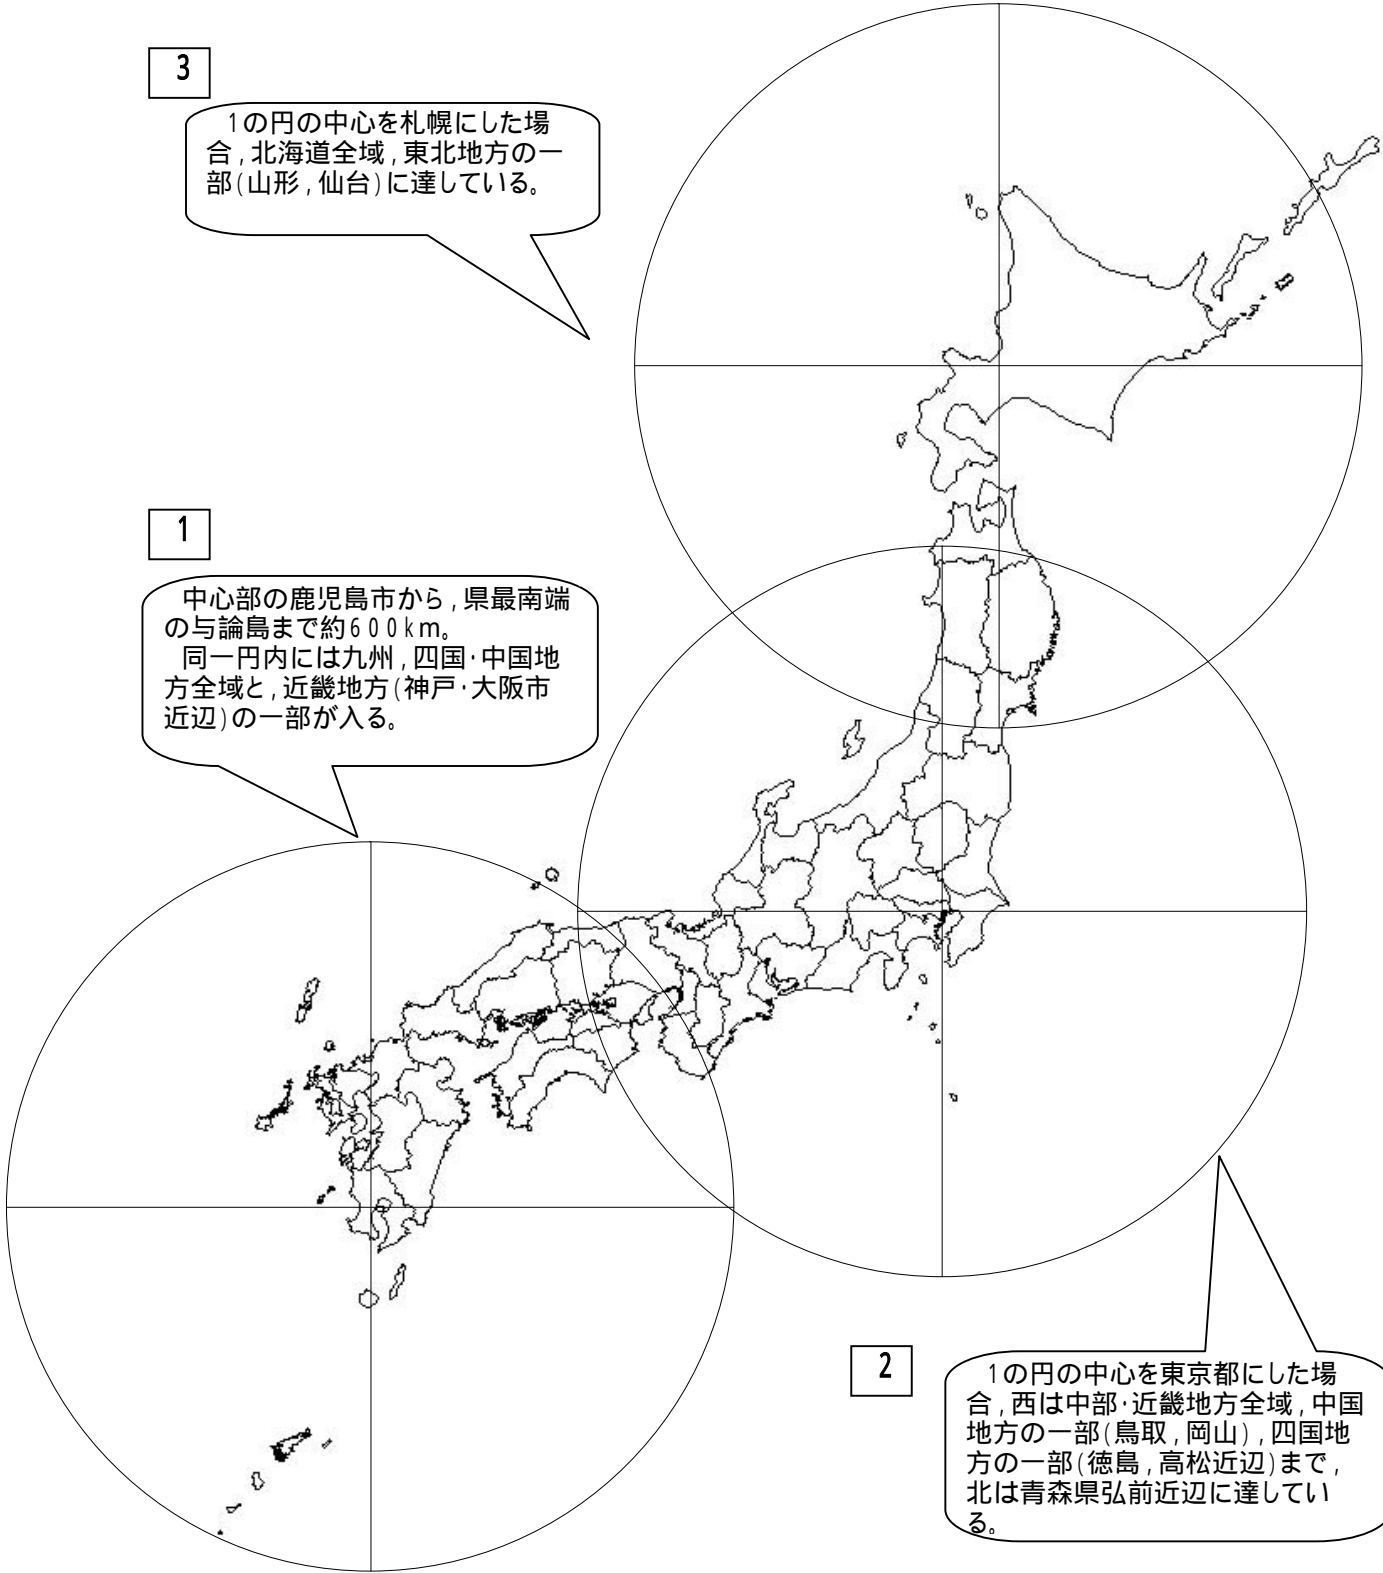 3
1の円の中心を札幌にした場
合,北海道全域,東北地方の一
部(山形,仙台)に達している。
1
中心部の鹿児島市から,県最南端
の与論島まで約600km。
同一円内には九州,四国・中国地
方全域と,近畿地方(神戸・大阪市
近辺)の一部が入る。
2
1の円の中心を東京都にした場
合,西は中部・近畿地方全域,中国
地方の一部(鳥取,岡山),四国地
方の一部(徳島,高松近辺)まで,
北は青森県弘前近辺に達してい
る。